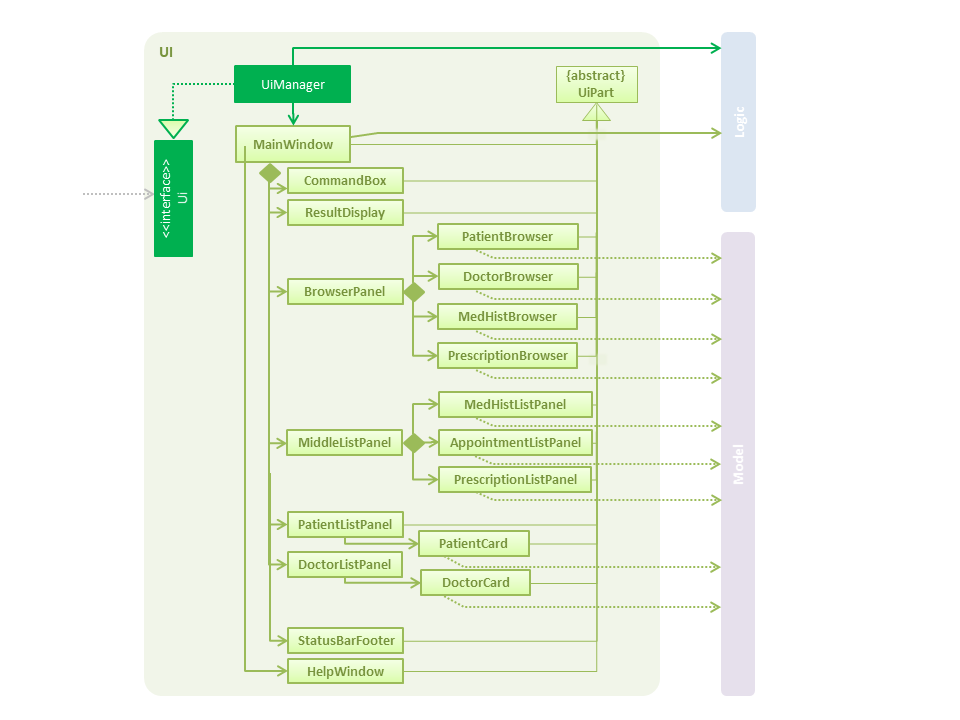 UI
UiManager
{abstract}
UiPart
Logic
MainWindow
<<interface>>
Ui
CommandBox
ResultDisplay
PatientBrowser
DoctorBrowser
BrowserPanel
MedHistBrowser
PrescriptionBrowser
MedHistListPanel
MiddleListPanel
AppointmentListPanel
Model
PrescriptionListPanel
PatientListPanel
PatientCard
DoctorListPanel
DoctorCard
StatusBarFooter
HelpWindow